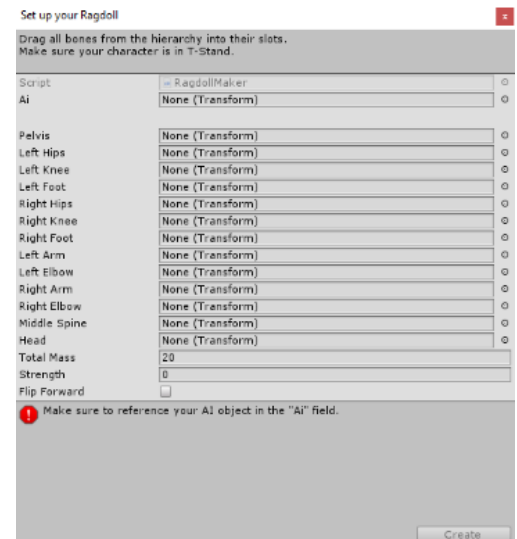 Set up your Ragdoll
x
Drag all bones from the hierarchy into their slots.
Make sure your character is in T-Stand.
Script RagdollMaker
Ai None (Transform)
Pelvis None (Transform)
Left Hips None (Transform)
Left Knee None (Transform)
Left Foot None (Transform)
Right Hips None (Transform)
Right Knee None (Transform)
Right Foot None (Transform)
Left Arm None (Transform)
Left Elbow None (Transform)
Right Arm None (Transform)
Right Elbow None (Transform)
Middle Spine None (Transform)
Head None (Transform)
Total Mass 20
Strength 0
Flip Forward
! Make sure to reference your AI object in the "Ai" field.
Create